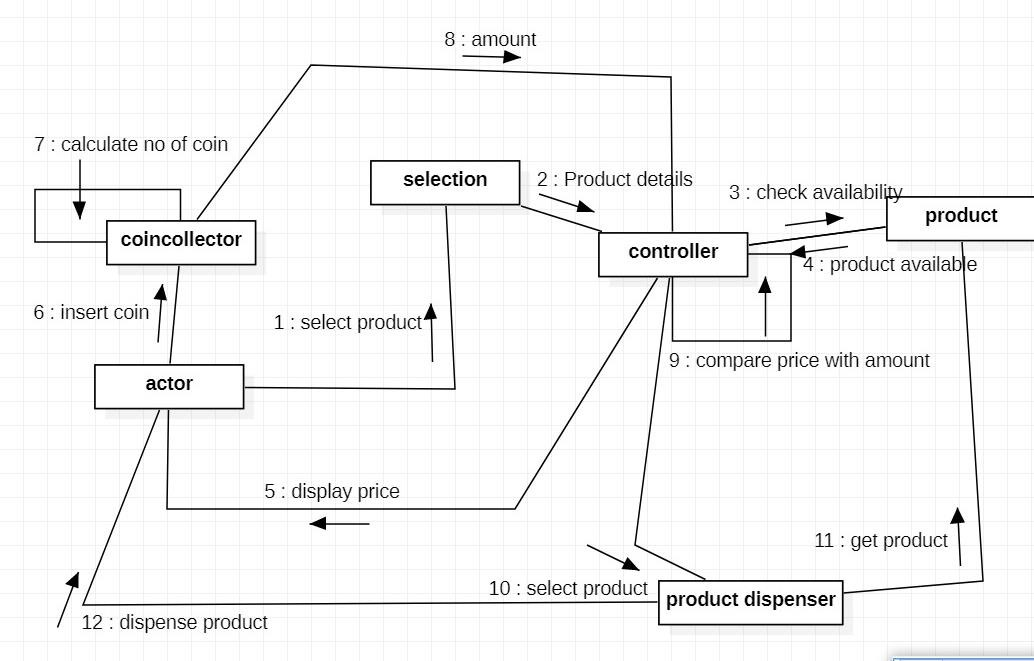 8 : amount
7 : calculate no of coin
selection
2 : Product details
3 : check availability
product
coincollector
controller
4 : product available
6 : insert coin
1 : select product
9 : compare price with amount
actor
5 : display price
11 : get product
10 : select product
product dispenser
12 : dispense product